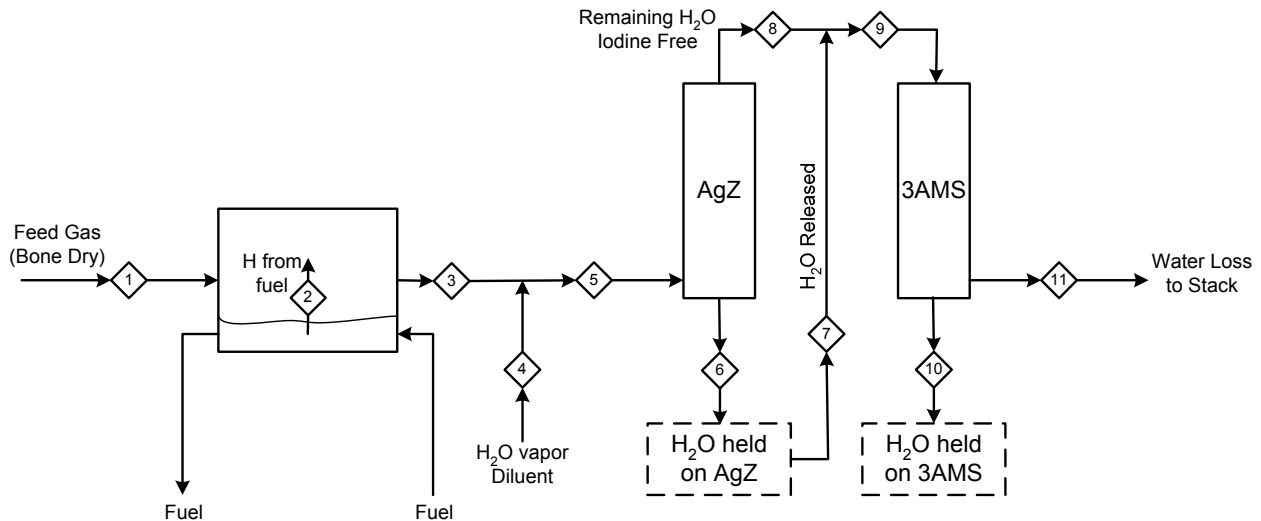 Remaining H₂O
Iodine Free
8
9
AgZ
3AMS
H₂O Released
Feed Gas
(Bone Dry)
1
H from
fuel
2
3
5
11
Water Loss
to Stack
4
6
7
10
H₂O vapor
Diluent
H₂O held
on AgZ
H₂O held
on 3AMS
Fuel
Fuel